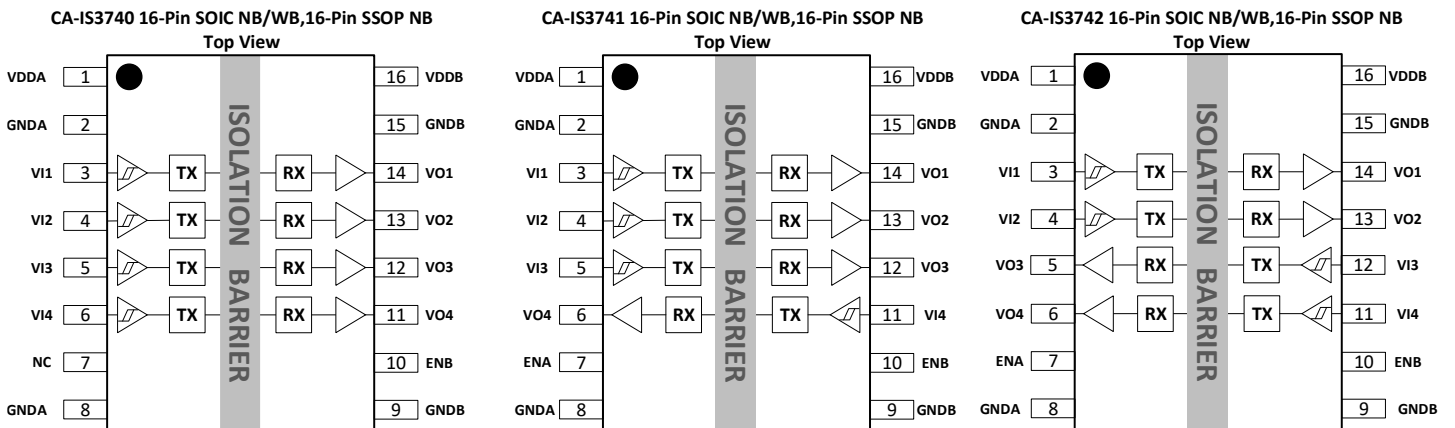 CA-IS3740 16-Pin SOIC NB/WB,16-Pin SSOP NB
Top View
VDDA 1 16 VDDB
GNDA 2 15 GNDB
VI1 3 TX RX 14 VO1
VI2 4 TX RX 13 VO2
VI3 5 TX RX 12 VO3
VI4 6 TX RX 11 VO4
NC 7 10 ENB
GNDA 8 9 GNDB
ISOLATION BARRIER
CA-IS3741 16-Pin SOIC NB/WB,16-Pin SSOP NB
Top View
VDDA 1 16 VDDB
GNDA 2 15 GNDB
VI1 3 TX RX 14 VO1
VI2 4 TX RX 13 VO2
VI3 5 TX RX 12 VO3
VO4 6 RX TX 11 VI4
ENA 7 10 ENB
GNDA 8 9 GNDB
ISOLATION BARRIER
CA-IS3742 16-Pin SOIC NB/WB,16-Pin SSOP NB
Top View
VDDA 1 16 VDDB
GNDA 2 15 GNDB
VI1 3 TX RX 14 VO1
VI2 4 TX RX 13 VO2
VO3 5 RX TX 12 VI3
VO4 6 RX TX 11 VI4
ENA 7 10 ENB
GNDA 8 9 GNDB
ISOLATION BARRIER